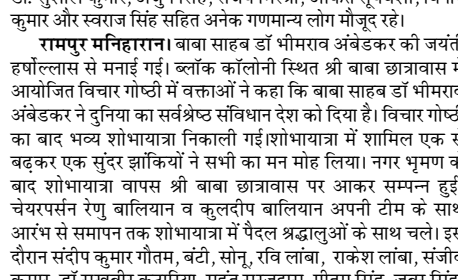 कुमार और स्वराज सिंह सहित अनेक गणमान्य लोग मौजूद रहे।
रामपुर मनिहारान। बाबा साहब डॉ भीमराव अंबेडकर की जयंती
हर्षोल्लास से मनाई गई। ब्लॉक कॉलोनी स्थित श्री बाबा छात्रावास में
आयोजित विचार गोष्ठी में वक्ताओं ने कहा कि बाबा साहब डॉ भीमराव
अंबेडकर ने दुनिया का सर्वश्रेष्ठ संविधान देश को दिया है। विचार गोष्ठी
का बाद भव्य शोभायात्रा निकाली गई।शोभायात्रा में शामिल एक से
बढ़कर एक सुंदर झांकियों ने सभी का मन मोह लिया। नगर भृमण
बाद शोभायात्रा वापस श्री बाबा छात्रावास पर आकर सम्पन्न हुई
चेयरपर्सन रेणु बालियान व कुलदीप बालियान अपनी टीम के साथ
आरंभ से समापन तक शोभायात्रा में पैदल श्रद्धालुओं के साथ चले। इस
दौरान संदीप कुमार गौतम, बंटी, सोनू, रवि लांबा, राकेश लांबा, संजीव